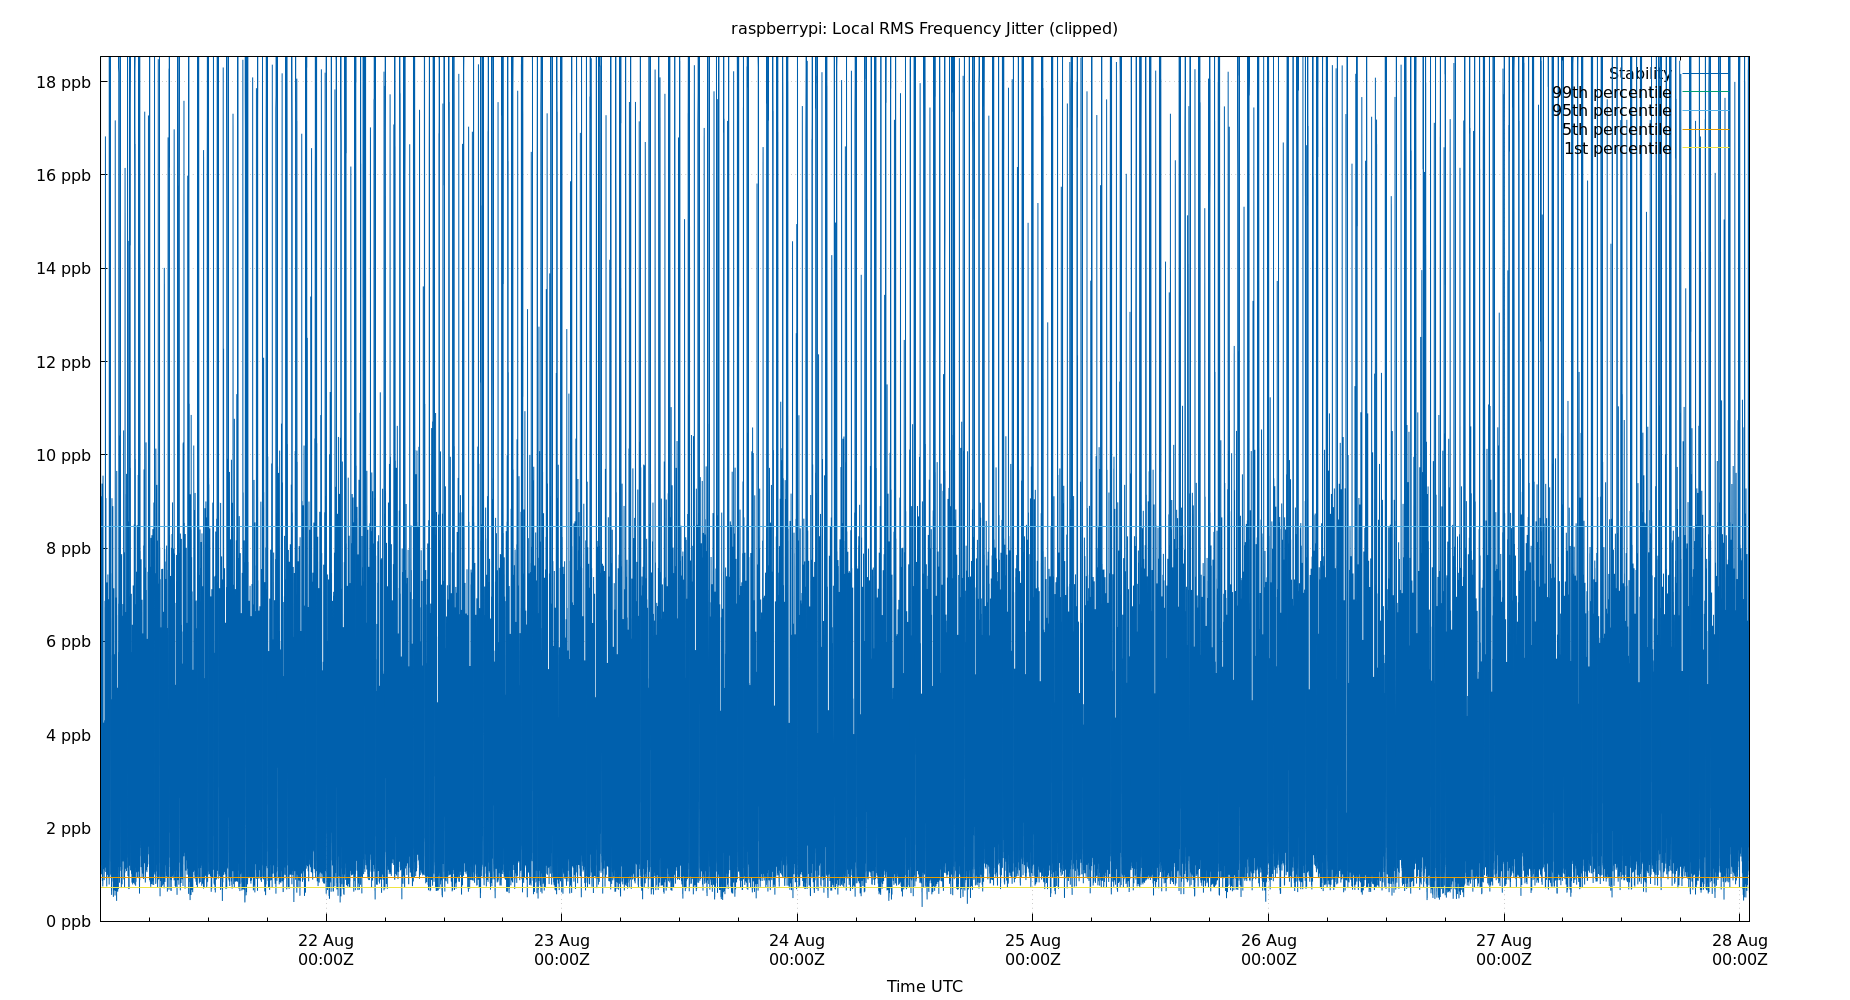 raspberrypi: Local RMS Frequency Jitter (clipped)
18 ppb
16 ppb
14 ppb
12 ppb
10 ppb
8 ppb
6 ppb
4 ppb
2 ppb
0 ppb
Stability
99th percentile
95th percentile
5th percentile
1st percentile
22 Aug 23 Aug 24 Aug 25 Aug 26 Aug 27 Aug 28 Aug
00:00Z 00:00Z 00:00Z 00:00Z 00:00Z 00:00Z 00:00Z
Time UTC